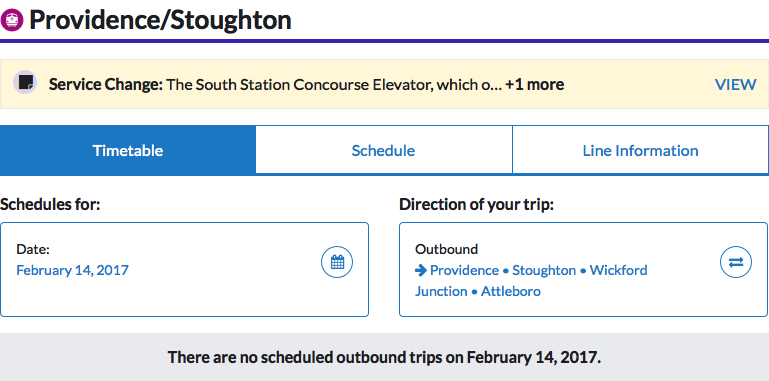 Providence/Stoughton
Service Change: The South Station Concourse Elevator, which o... +1 more
VIEW
Timetable
Schedule
Line Information
Schedules for:
Date:
February 14, 2017
Direction of your trip:
Outbound
Providence • Stoughton • Wickford
Junction • Attleboro
There are no scheduled outbound trips on February 14, 2017.